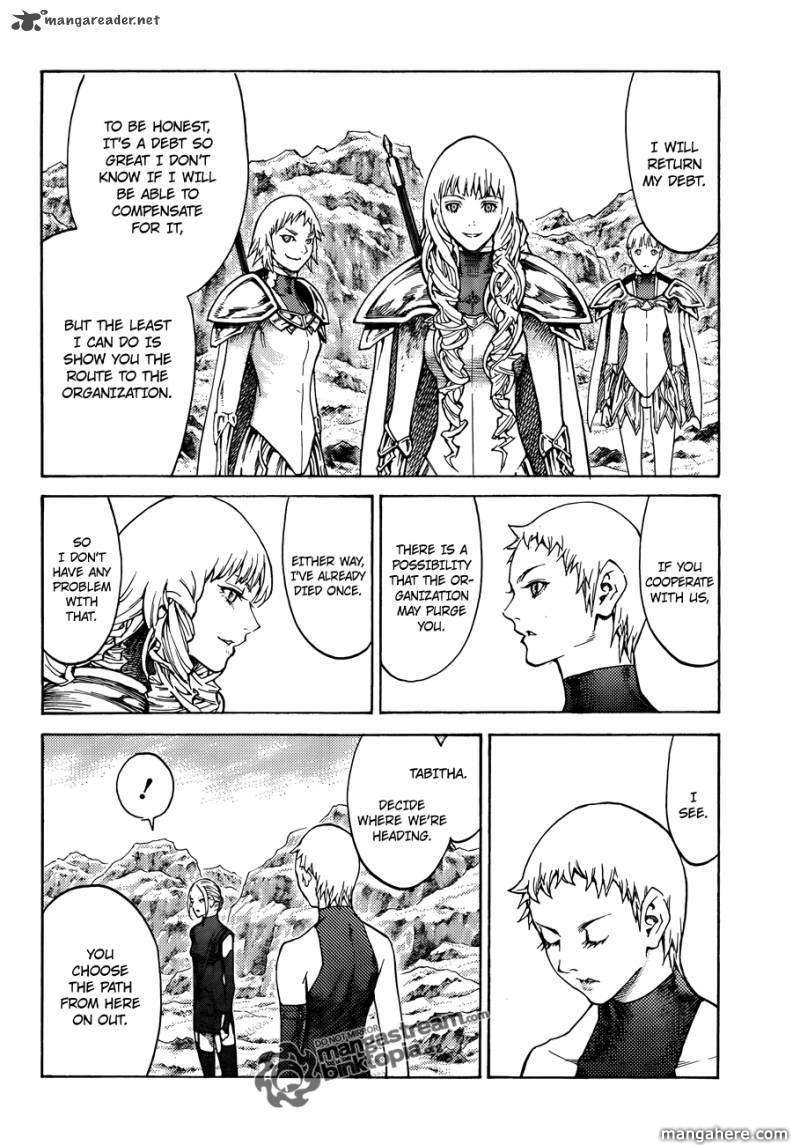 mangareader.net
I WILL
RETURN
MY DEBT.
TO BE HONEST,
IT'S A DEBT SO
GREAT I DON'T
KNOW IF I WILL
BE ABLE TO
COMPENSATE
FOR IT,
BUT THE LEAST
I CAN DO IS
SHOW YOU THE
ROUTE TO THE
ORGANIZATION.
IF YOU
COOPERATE
WITH US,
THERE IS A
POSSIBILITY
THAT THE OR-
GANIZATION
MAY PURGE
YOU.
EITHER WAY,
I'VE ALREADY
DIED ONCE.
SO
I DON'T
HAVE ANY
PROBLEM
WITH
THAT.
I
SEE.
TABITHA.
DECIDE
WHERE WE'RE
HEADING.
!
YOU
CHOOSE
THE PATH
FROM HERE
ON OUT.
DO NOT MIRROR
mangastream.com
binktopia
mangahere.com